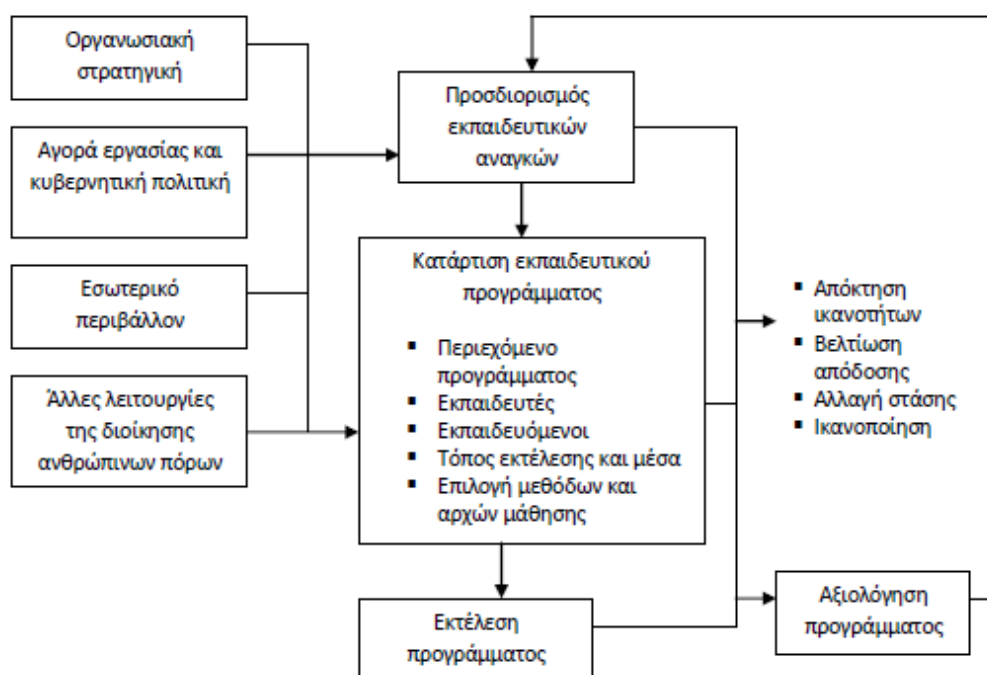 Οργανωσιακή
στρατηγική
Αγορά εργασίας και
κυβερνητική πολιτική
Εσωτερικό
περιβάλλον
Άλλες λειτουργίες
της διοίκησης
ανθρώπινων πόρων
Προσδιορισμός
εκπαιδευτικών
αναγκών
Κατάρτιση εκπαιδευτικού
προγράμματος
▪ Περιεχόμενο
προγράμματος
▪ Εκπαιδευτές
▪ Εκπαιδευόμενοι
▪ Τόπος εκτέλεσης και μέσα
▪ Επιλογή μεθόδων και
αρχών μάθησης
Εκτέλεση
προγράμματος
▪ Απόκτηση
ικανοτήτων
▪ Βελτίωση
απόδοσης
▪ Αλλαγή στάσης
▪ Ικανοποίηση
Αξιολόγηση
προγράμματος